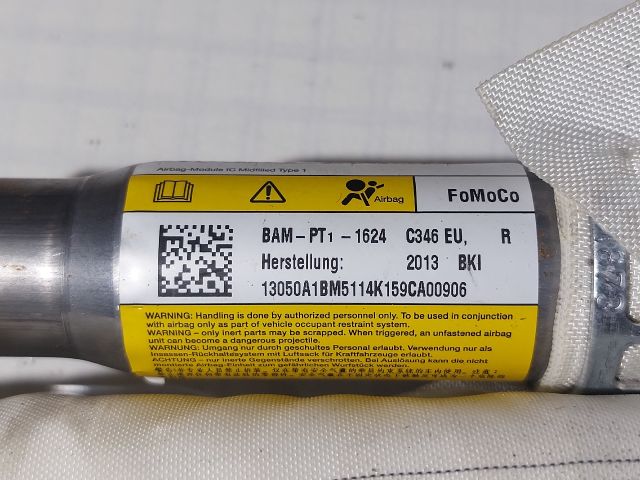 Airbag-Module IC Midfilled Type 1
Airbag
FoMoCo
BAM-PT1-1624 C346 EU, R
Herstellung: 2013 BKI
13050A1BM5114K159CA00906
WARNING: Handling is done by authorized personnel only. To be used in conjunction
with airbag only as part of vehicle occupant restraint system.
WARNING - only inert parts may be scrapped. When triggered, an unfastened airbag
unit can become a dangerous projectile.
WARNUNG: Umgang nur durch geschultes Personal erlaubt. Verwendung nur als
Insassen-Rückhaltesystem mit Luftsack für Kraftfahrzeuge erlaubt.
ACHTUNG - nur inerte Gegenstände verschrotten. Bei Auslösung kann die nicht
montierte Airbag-Einheit zum gefährlichen Wurfstück werden.